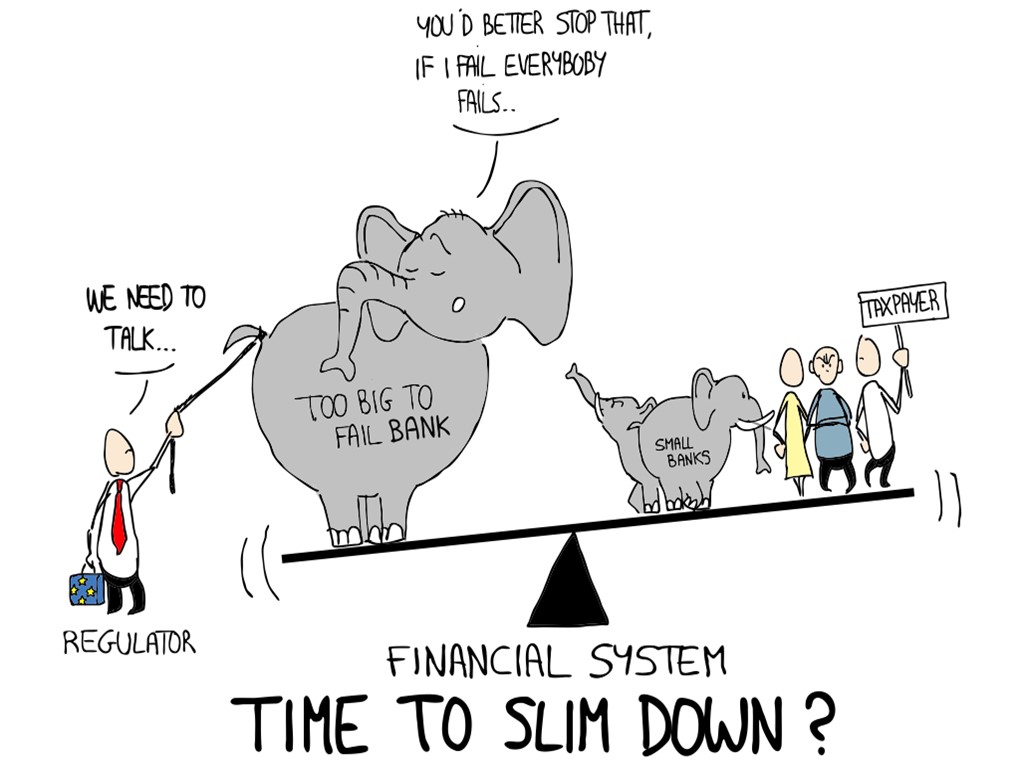 YOU'D BETTER STOP THAT,
IF I FAIL EVERYBOBY
FAILS..
WE NEED TO
TALK...
TAXPAYER
TOO BIG TO
FAIL BANK
SMALL
BANKS
REGULATOR
FINANCIAL SYSTEM
TIME TO SLIM DOWN?